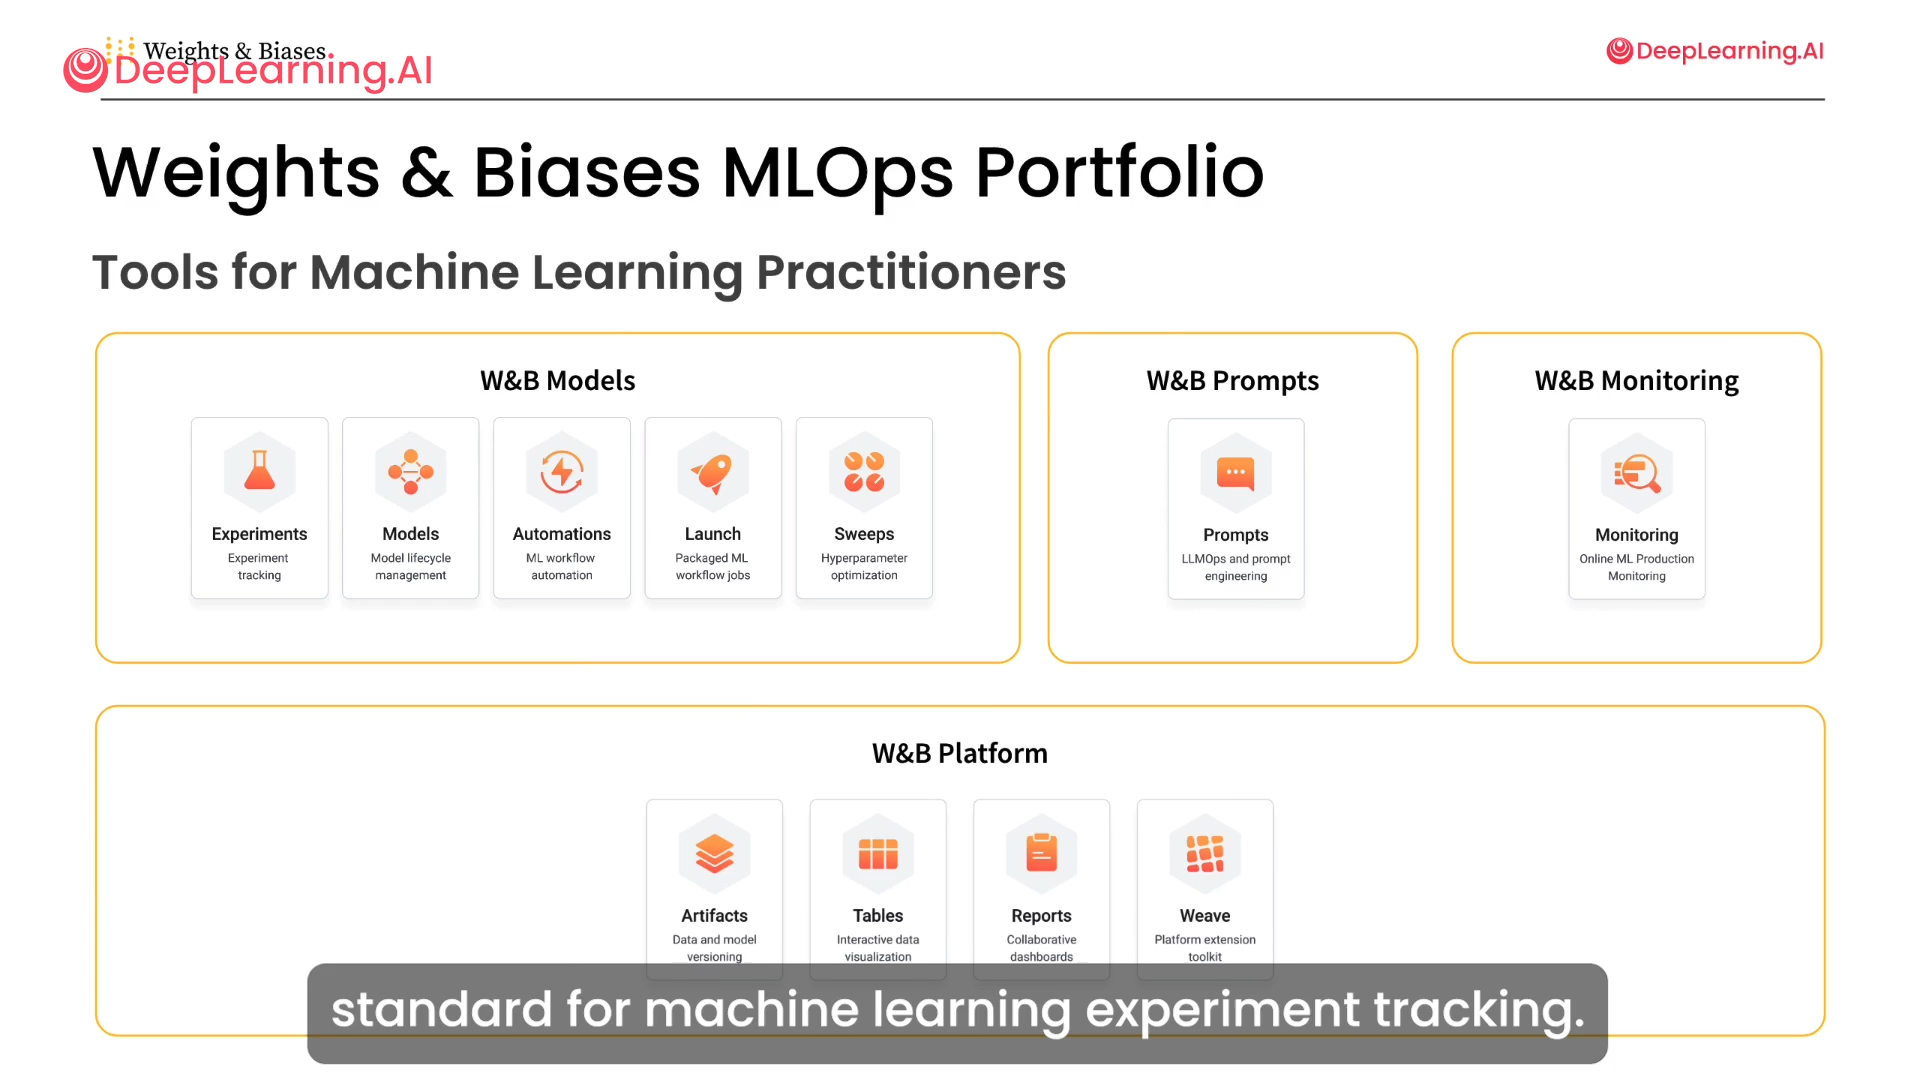 Weights & Biases
DeepLearning.AI
DeepLearning.AI
Weights & Biases MLOps Portfolio
Tools for Machine Learning Practitioners
W&B Models
Experiments
Experiment
tracking
Models
Model lifecycle
management
Automations
ML workflow
automation
Launch
Packaged ML
workflow jobs
Sweeps
Hyperparameter
optimization
W&B Prompts
Prompts
LLMOps and prompt
engineering
W&B Monitoring
Monitoring
Online ML Production
Monitoring
W&B Platform
Artifacts
Data and model
versioning
Tables
Interactive data
visualization
Reports
Collaborative
dashboards
Weave
Platform extension
toolkit
standard for machine learning experiment tracking.